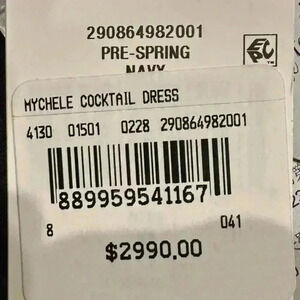 290864982001
PRE-SPRING
NAVY
MYCHELE COCKTAIL DRESS
4130 01501 0228 290864982001
889959541167
8 041
$2990.00